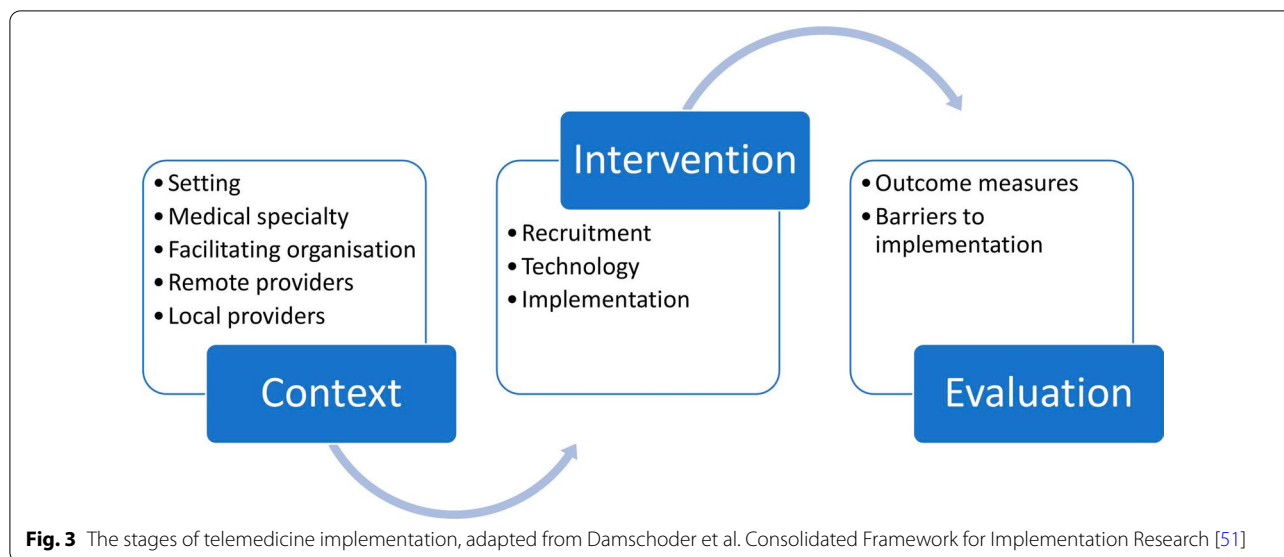 • Setting
• Medical specialty
• Facilitating organisation
• Remote providers
• Local providers
Context
Intervention
• Recruitment
• Technology
• Implementation
• Outcome measures
• Barriers to
implementation
Evaluation
Fig. 3 The stages of telemedicine implementation, adapted from Damschoder et al. Consolidated Framework for Implementation Research [51]